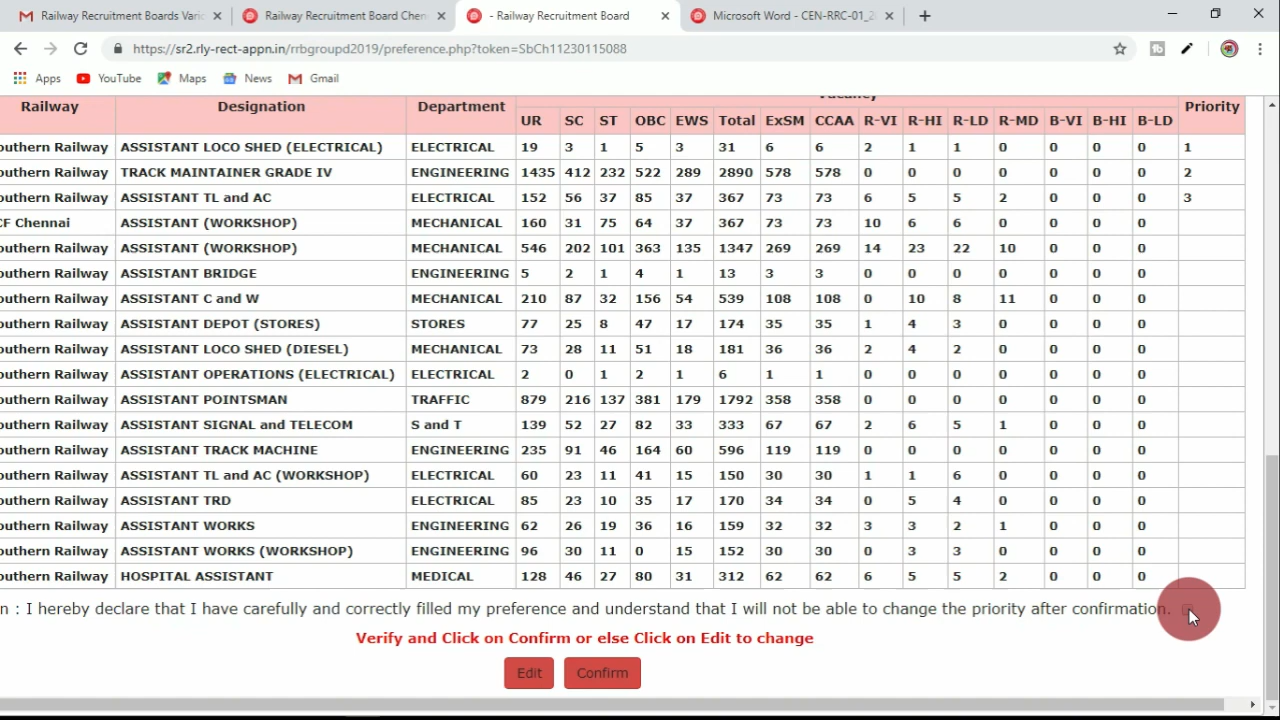 Railway Recruitment Boards Vario
Railway Recruitment Board Chen
- Railway Recruitment Board
Microsoft Word - CEN-RRC-01_2
https://sr2.rly-rect-appn.in/rrbgroupd2019/preference.php?token=SbCh11230115088
Apps YouTube Maps News Gmail
Vacancy
Railway Designation Department UR SC ST OBC EWS Total ExSM CCAA R-VI R-HI R-LD R-MD B-VI B-HI B-LD Priority
outhern Railway ASSISTANT LOCO SHED (ELECTRICAL) ELECTRICAL 19 3 1 5 3 31 6 6 2 1 1 0 0 0 0 1
outhern Railway TRACK MAINTAINER GRADE IV ENGINEERING 1435 412 232 522 289 2890 578 578 0 0 0 0 0 0 0 2
outhern Railway ASSISTANT TL and AC ELECTRICAL 152 56 37 85 37 367 73 73 6 5 5 2 0 0 0 3
CF Chennai ASSISTANT (WORKSHOP) MECHANICAL 160 31 75 64 37 367 73 73 10 6 6 0 0 0 0
outhern Railway ASSISTANT (WORKSHOP) MECHANICAL 546 202 101 363 135 1347 269 269 14 23 22 10 0 0 0
outhern Railway ASSISTANT BRIDGE ENGINEERING 5 2 1 4 1 13 3 3 0 0 0 0 0 0 0
outhern Railway ASSISTANT C and W MECHANICAL 210 87 32 156 54 539 108 108 0 10 8 11 0 0 0
outhern Railway ASSISTANT DEPOT (STORES) STORES 77 25 8 47 17 174 35 35 1 4 3 0 0 0 0
outhern Railway ASSISTANT LOCO SHED (DIESEL) MECHANICAL 73 28 11 51 18 181 36 36 2 4 2 0 0 0 0
outhern Railway ASSISTANT OPERATIONS (ELECTRICAL) ELECTRICAL 2 0 1 2 1 6 1 1 0 0 0 0 0 0 0
outhern Railway ASSISTANT POINTSMAN TRAFFIC 879 216 137 381 179 1792 358 358 0 0 0 0 0 0 0
outhern Railway ASSISTANT SIGNAL and TELECOM S and T 139 52 27 82 33 333 67 67 2 6 5 1 0 0 0
outhern Railway ASSISTANT TRACK MACHINE ENGINEERING 235 91 46 164 60 596 119 119 0 0 0 0 0 0 0
outhern Railway ASSISTANT TL and AC (WORKSHOP) ELECTRICAL 60 23 11 41 15 150 30 30 1 1 6 0 0 0 0
outhern Railway ASSISTANT TRD ELECTRICAL 85 23 10 35 17 170 34 34 0 5 4 0 0 0 0
outhern Railway ASSISTANT WORKS ENGINEERING 62 26 19 36 16 159 32 32 3 3 2 1 0 0 0
outhern Railway ASSISTANT WORKS (WORKSHOP) ENGINEERING 96 30 11 0 15 152 30 30 0 3 3 0 0 0 0
outhern Railway HOSPITAL ASSISTANT MEDICAL 128 46 27 80 31 312 62 62 6 5 5 2 0 0 0
n : I hereby declare that I have carefully and correctly filled my preference and understand that I will not be able to change the priority after confirmation.
Verify and Click on Confirm or else Click on Edit to change
Edit Confirm